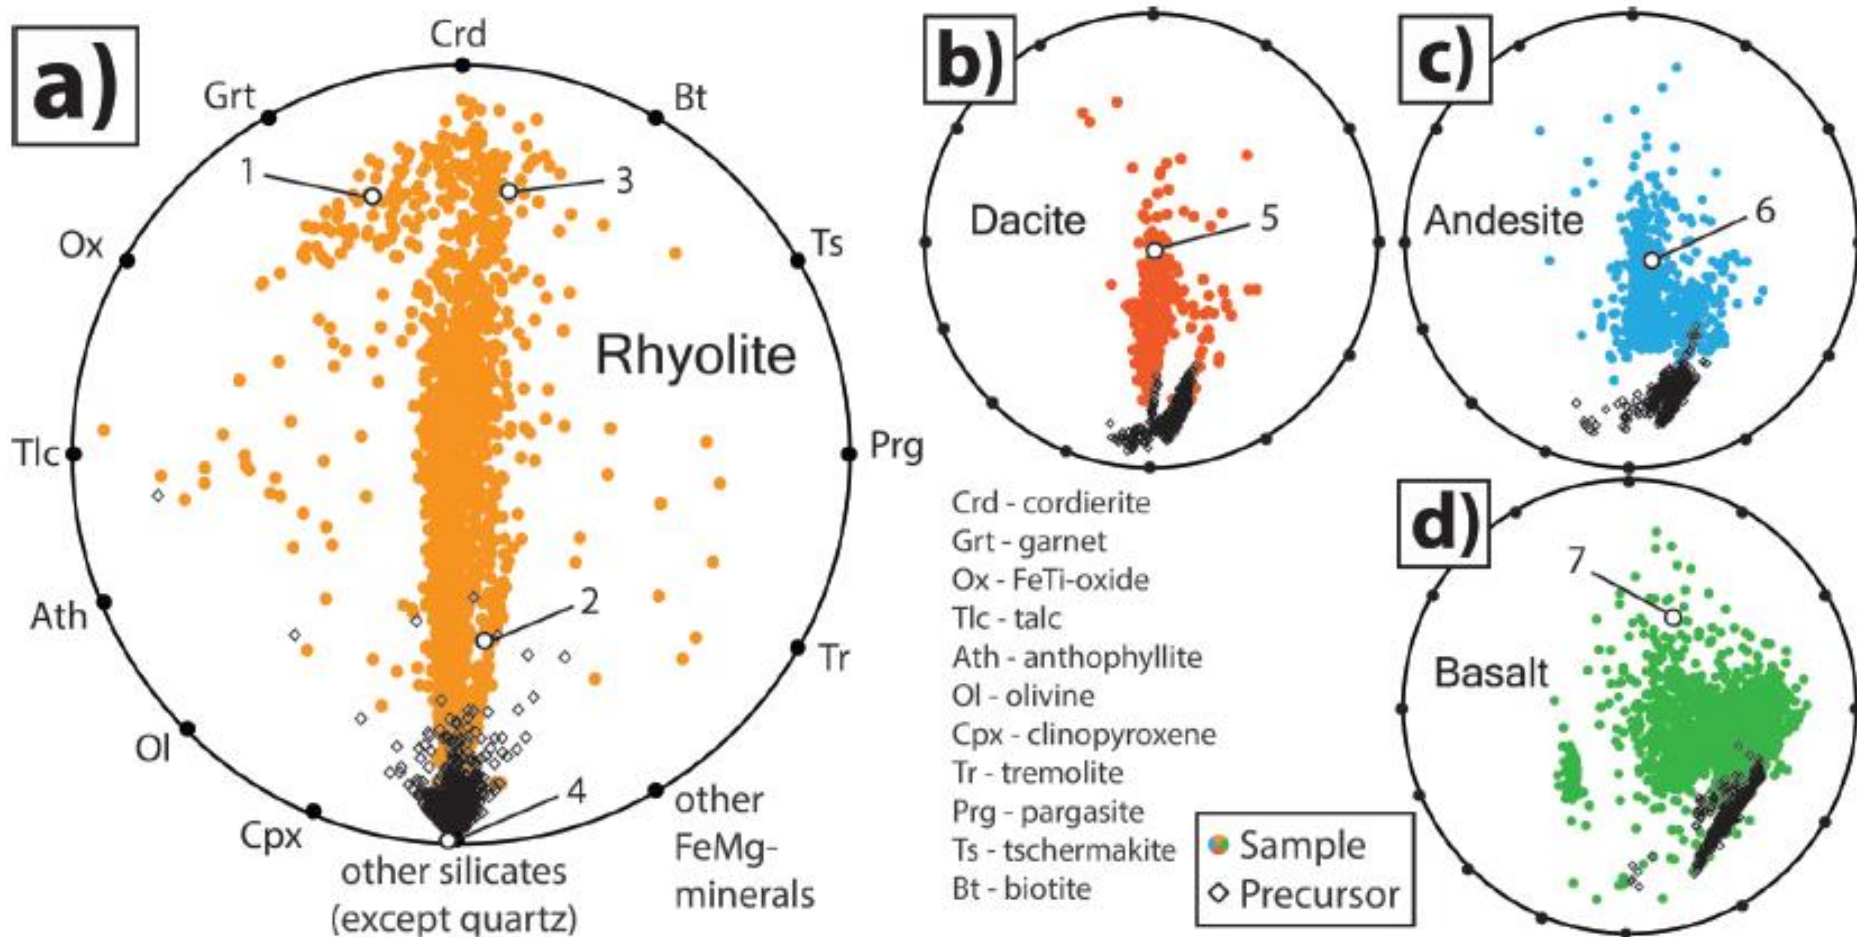 a)
Crd
Grt
Bt
1
3
Ox
Ts
Rhyolite
Tlc
Prg
2
Ath
Tr
Ol
4
Cpx
other silicates
(except quartz)
other
FeMg-
minerals
b)
Dacite
5
c)
Andesite
6
Crd - cordierite
Grt - garnet
Ox - FeTi-oxide
Tlc - talc
Ath - anthophyllite
Ol - olivine
Cpx - clinopyroxene
Tr - tremolite
Prg - pargasite
Ts - tschermakite
Bt - biotite
d)
7
Basalt
Sample
Precursor